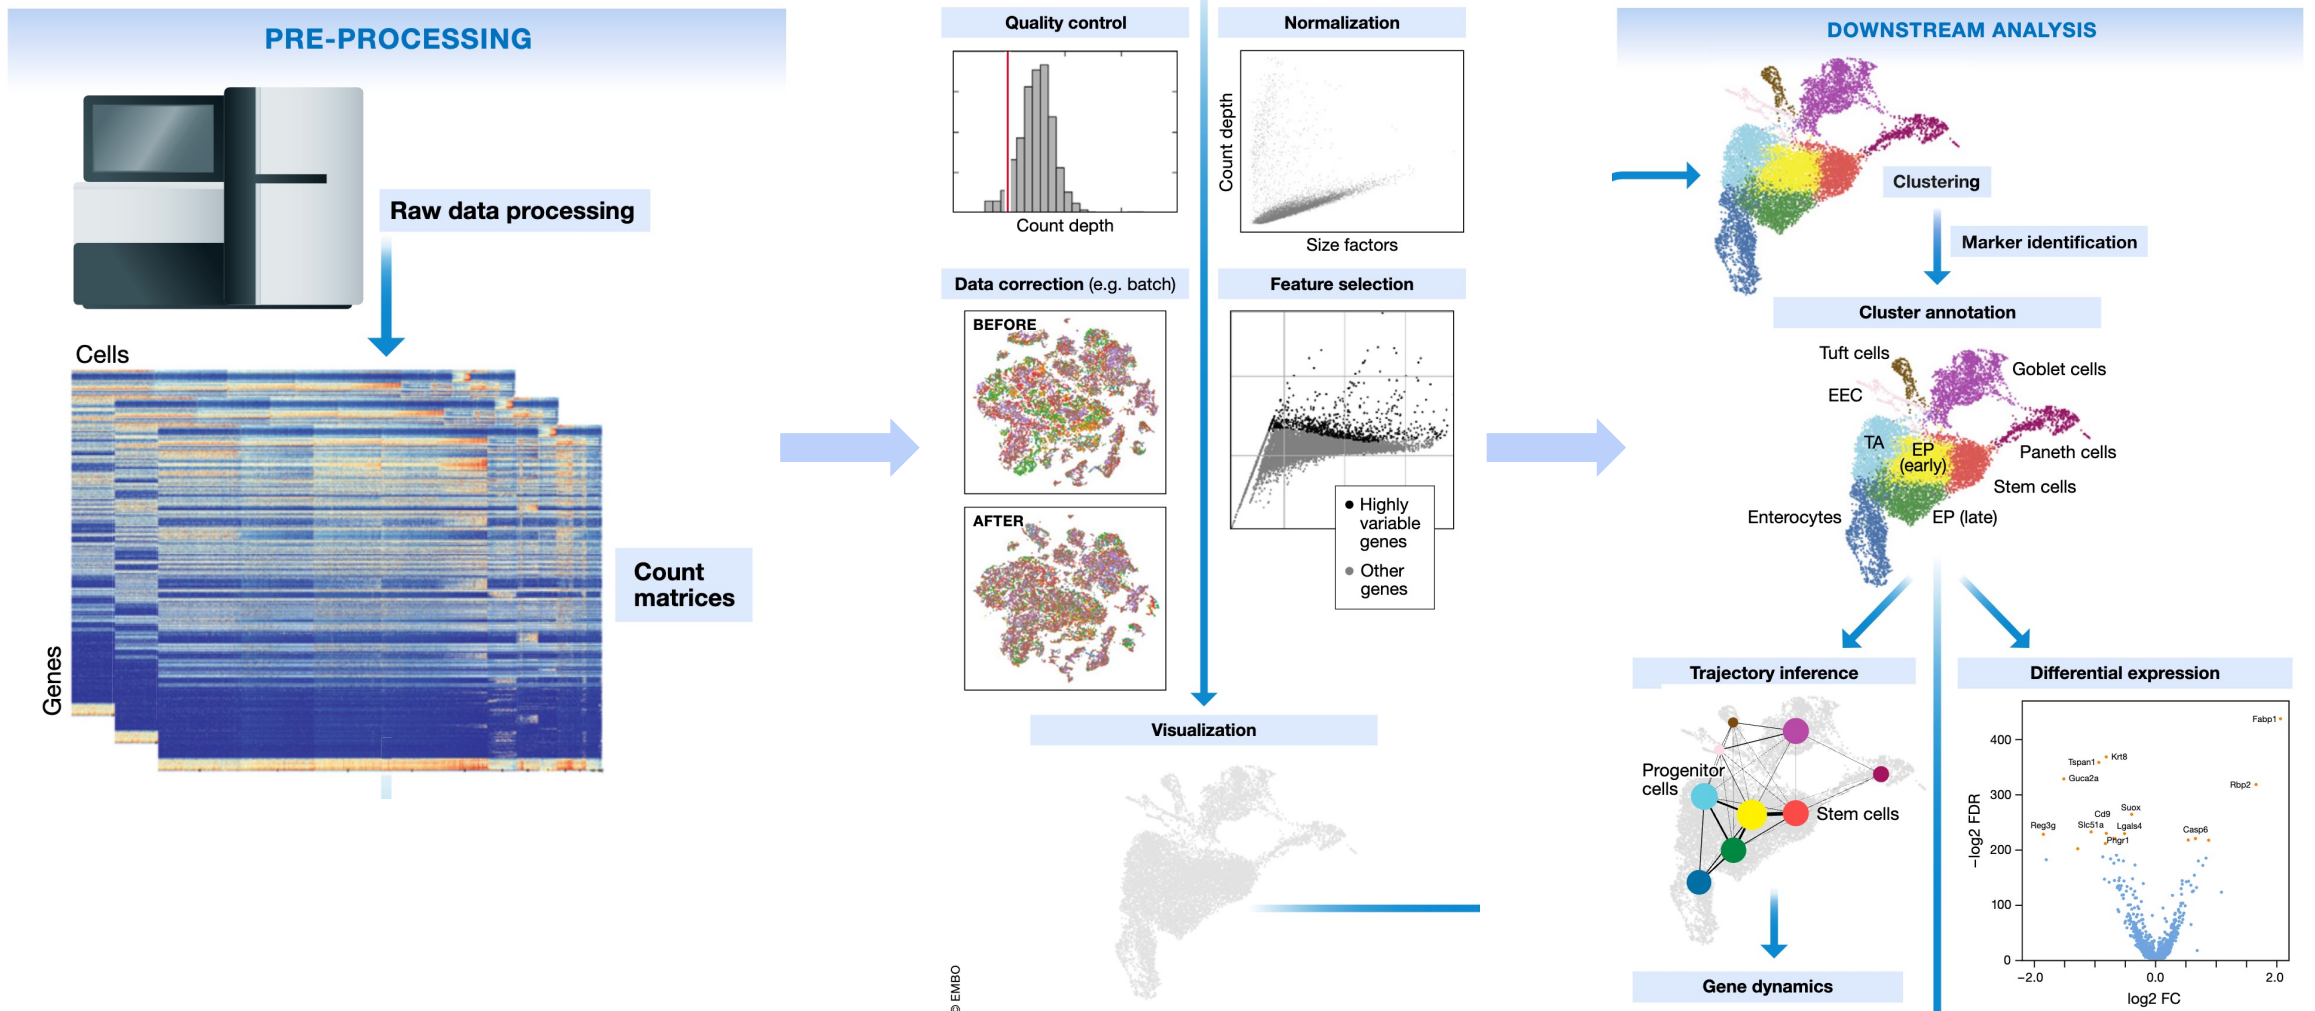 PRE-PROCESSING
Raw data processing
Cells
Genes
Count
matrices
Quality control
Count depth
Normalization
Count depth
Size factors
Data correction (e.g. batch)
BEFORE
AFTER
Feature selection
Highly
variable
genes
Other
genes
Visualization
© EMBO
DOWNSTREAM ANALYSIS
Clustering
Marker identification
Cluster annotation
Tuft cells
Goblet cells
EEC
TA
EP
(early)
Paneth cells
Stem cells
Enterocytes
EP (late)
Trajectory inference
Progenitor
cells
Stem cells
Gene dynamics
Differential expression
Fabp1
400
Krt8
Tspan1
Guca2a
Rbp2
300
Suox
Cd9
Slc51a
Lgals4
Reg3g
Casp6
Phgr1
200
100
0
−log2 FDR
−2.0
0.0
2.0
log2 FC